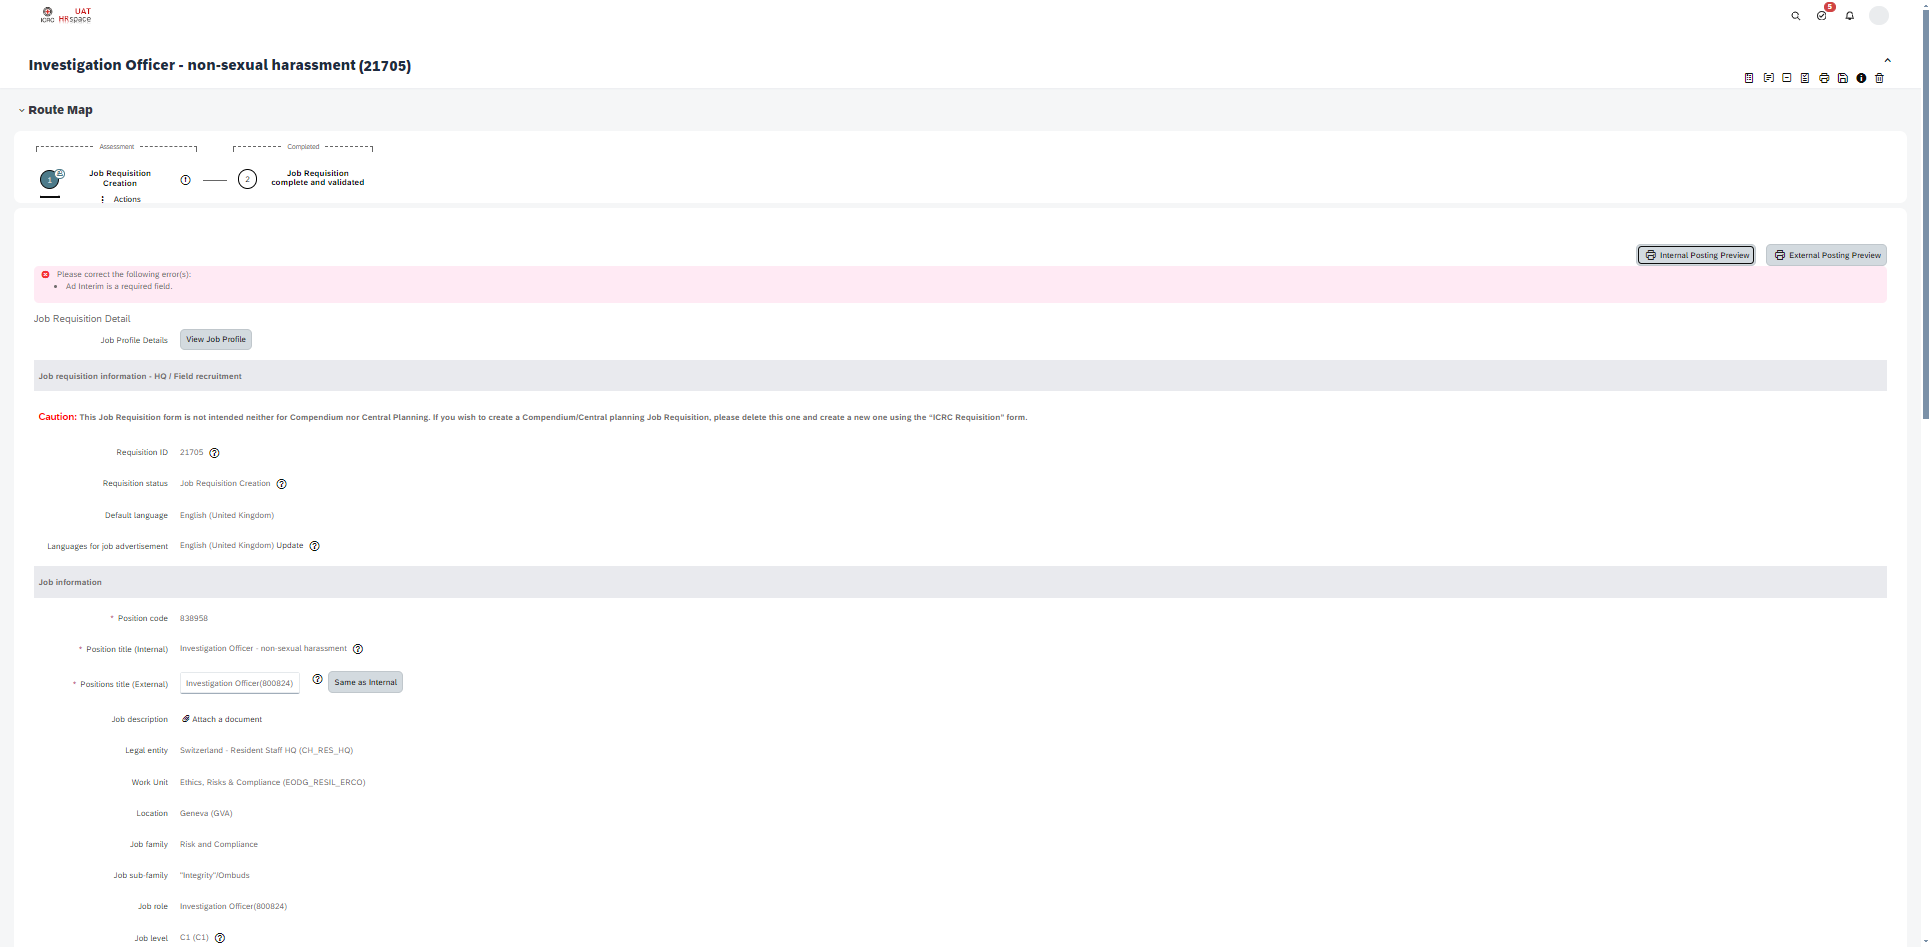 UAT
ICRC HRspace
5
Investigation Officer - non-sexual harassment (21705)
Route Map
Assessment
Completed
1
Job Requisition Creation
2
Job Requisition complete and validated
Actions
Internal Posting Preview
External Posting Preview
Please correct the following error(s):
Ad Interim is a required field.
Job Requisition Detail
Job Profile Details View Job Profile
Job requisition information - HQ / Field recruitment
Caution: This Job Requisition form is not intended neither for Compendium nor Central Planning. If you wish to create a Compendium/Central planning Job Requisition, please delete this one and create a new one using the “ICRC Requisition” form.
Requisition ID 21705 ?
Requisition status Job Requisition Creation ?
Default language English (United Kingdom)
Languages for job advertisement English (United Kingdom) Update ?
Job information
* Position code 838958
* Position title (Internal) Investigation Officer - non-sexual harassment ?
* Positions title (External) Investigation Officer(800824) ? Same as Internal
Job description Attach a document
Legal entity Switzerland - Resident Staff HQ (CH_RES_HQ)
Work Unit Ethics, Risks & Compliance (EODG_RESIL_ERCO)
Location Geneva (GVA)
Job family Risk and Compliance
Job sub-family "Integrity"/Ombuds
Job role Investigation Officer(800824)
Job level C1 (C1) ?